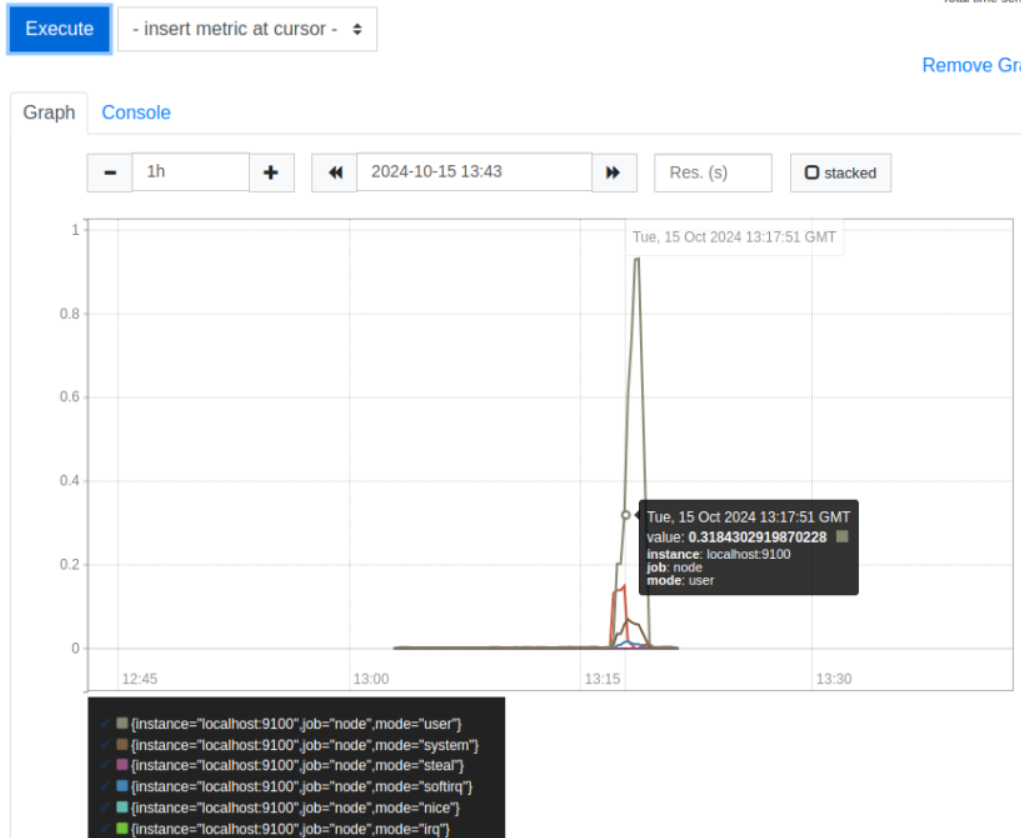 Execute
- insert metric at cursor -
Remove
Graph Console
1h 2024-10-15 13:43 Res. (s) stacked
Tue, 15 Oct 2024 13:17:51 GMT
1
0.8
0.6
0.4
Tue, 15 Oct 2024 13:17:51 GMT
value: 0.3184302919870228
instance: localhost:9100
job: node
mode: user
0.2
0
12:45 13:00 13:15 13:30
{instance="localhost:9100",job="node",mode="user"}
{instance="localhost:9100",job="node",mode="system"}
{instance="localhost:9100",job="node",mode="steal"}
{instance="localhost:9100",job="node",mode="softirq"}
{instance="localhost:9100",job="node",mode="nice"}
{instance="localhost:9100",job="node",mode="irq"}